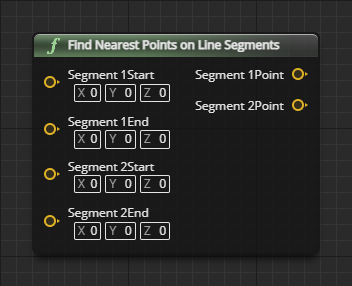 f Find Nearest Points on Line Segments
Segment 1Start
X 0 Y 0 Z 0
Segment 1End
X 0 Y 0 Z 0
Segment 2Start
X 0 Y 0 Z 0
Segment 2End
X 0 Y 0 Z 0
Segment 1Point
Segment 2Point